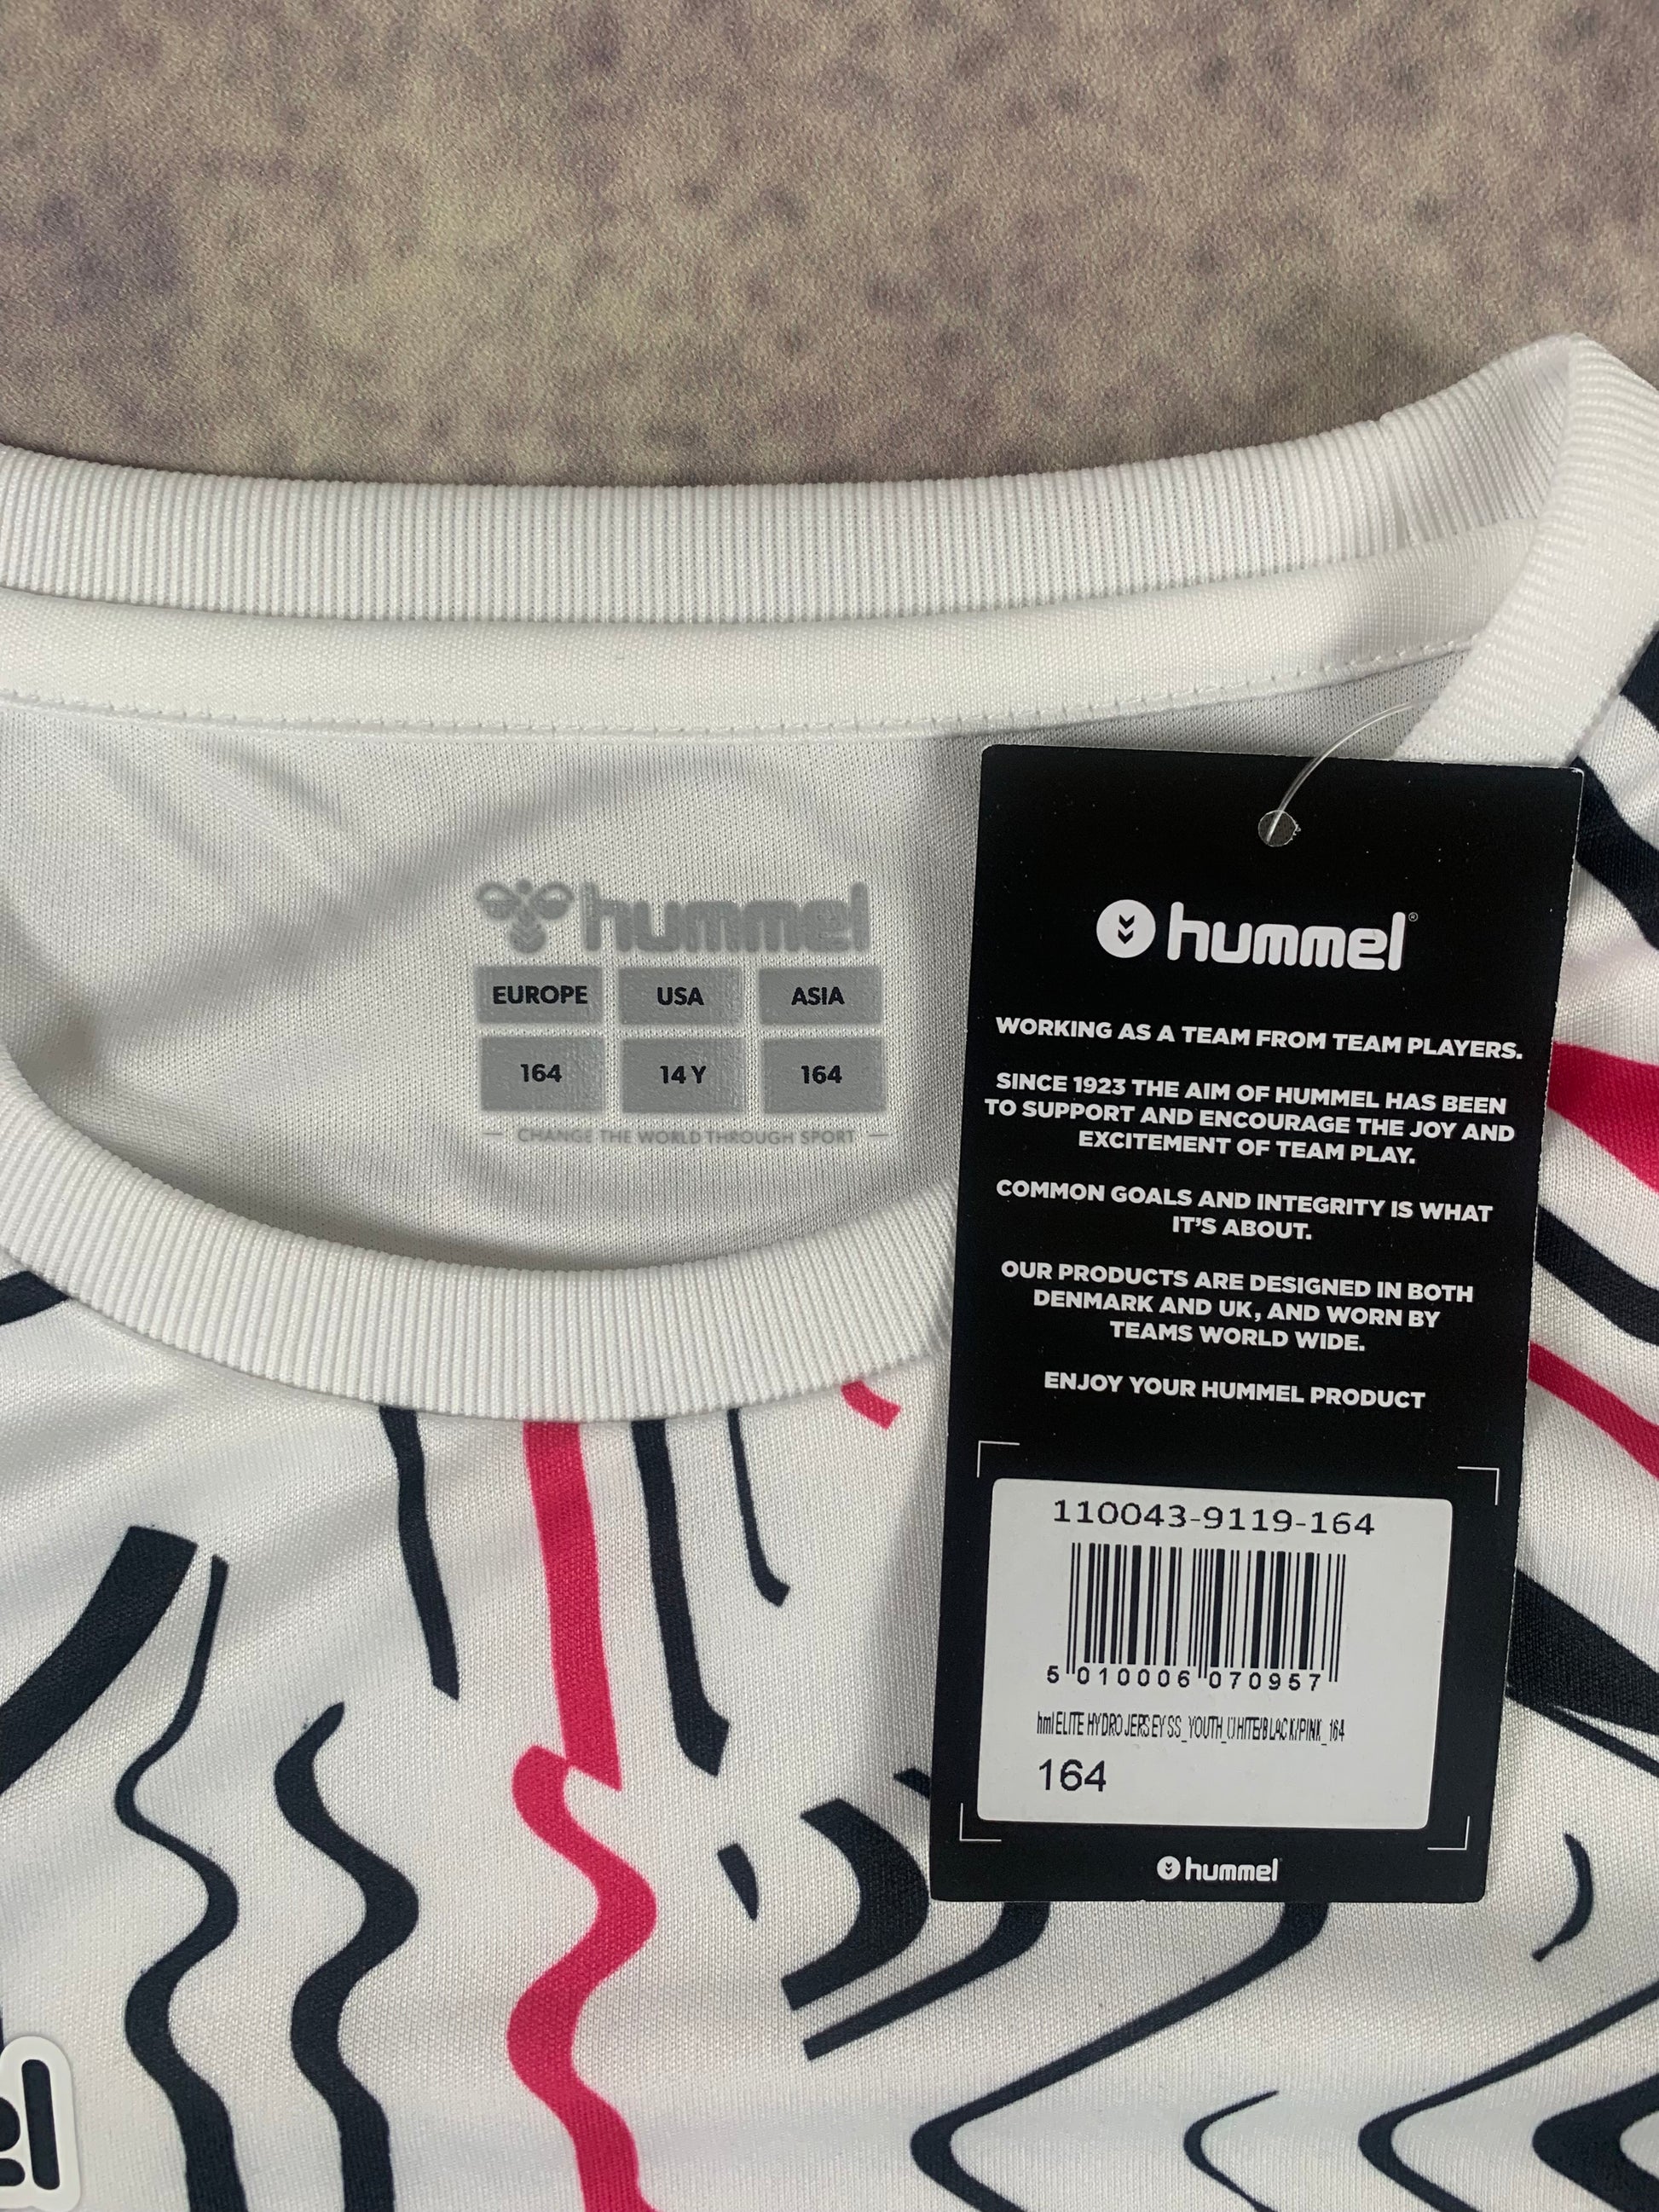 hummel
EUROPE USA ASIA
164 14 Y 164
CHANGE THE WORLD THROUGH SPORT
hummel®
WORKING AS A TEAM FROM TEAM PLAYERS.
SINCE 1923 THE AIM OF HUMMEL HAS BEEN
TO SUPPORT AND ENCOURAGE THE JOY AND
EXCITEMENT OF TEAM PLAY.
COMMON GOALS AND INTEGRITY IS WHAT
IT'S ABOUT.
OUR PRODUCTS ARE DESIGNED IN BOTH
DENMARK AND UK, AND WORN BY
TEAMS WORLD WIDE.
ENJOY YOUR HUMMEL PRODUCT
110043-9119-164
5 010006 070957
hml ELITE HYDRO JERSEY SS_YOUTH_WHITE/BLACK/PINK_164
164
hummel